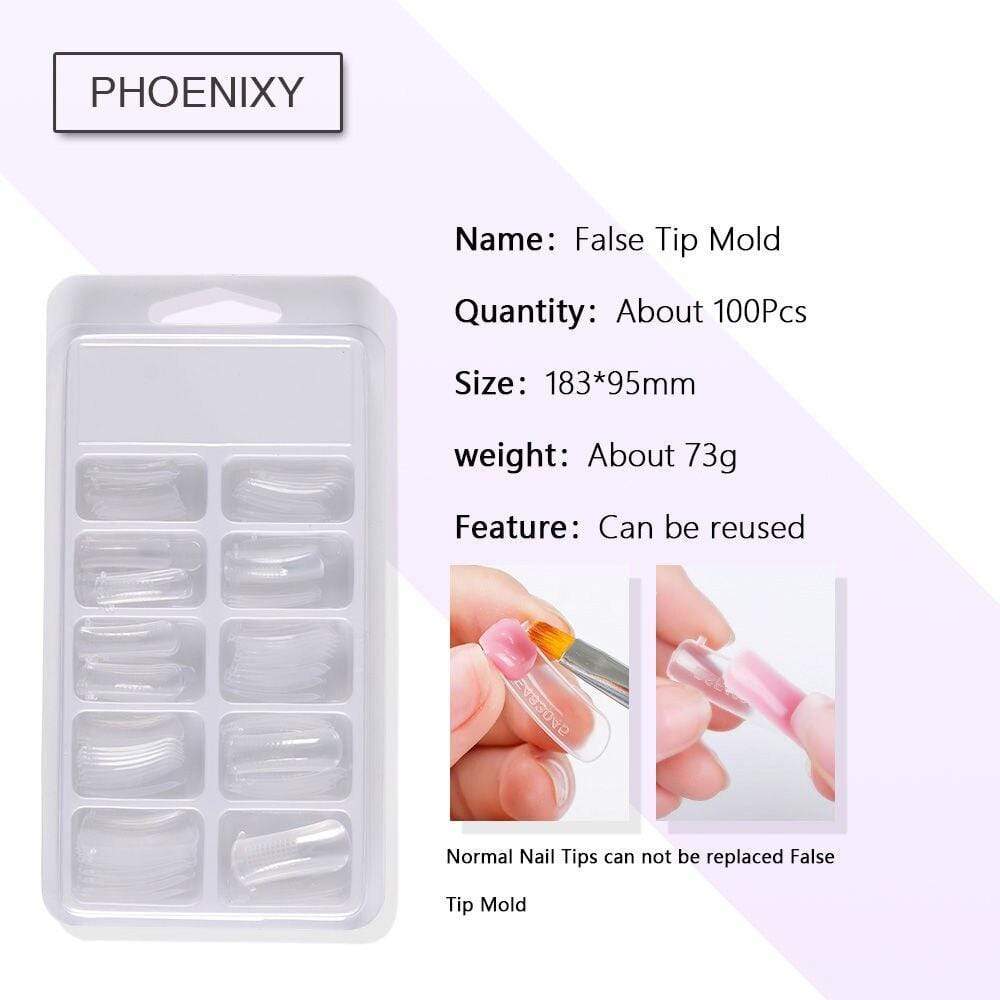 PHOENIXY
Name: False Tip Mold
Quantity: About 100Pcs
Size: 183*95mm
weight: About 73g
Feature: Can be reused
Normal Nail Tips can not be replaced False
Tip Mold